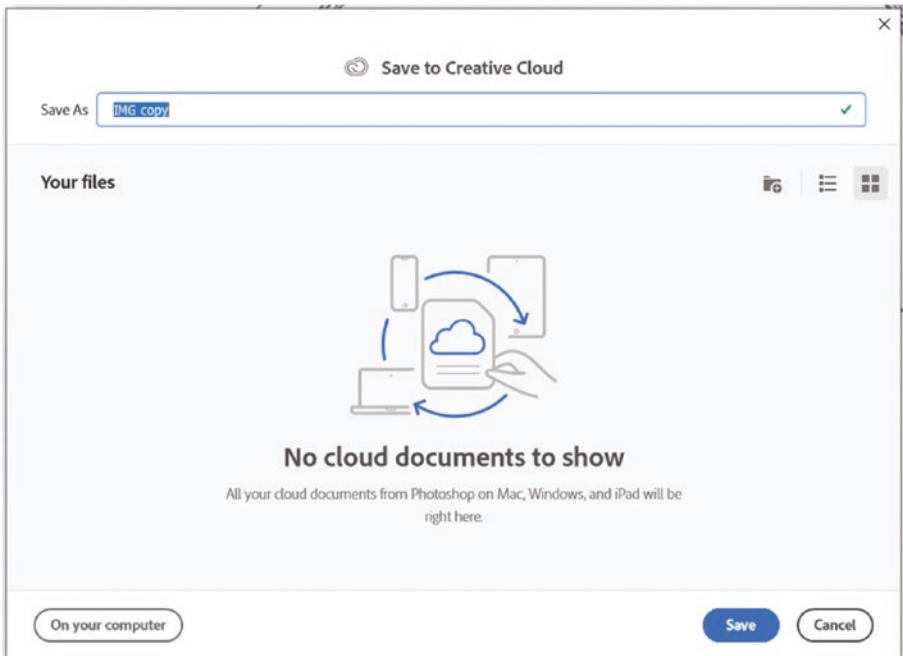 Save to Creative Cloud
Save As IMG copy
Your files
No cloud documents to show
All your cloud documents from Photoshop on Mac, Windows, and iPad will be
right here.
On your computer Save Cancel